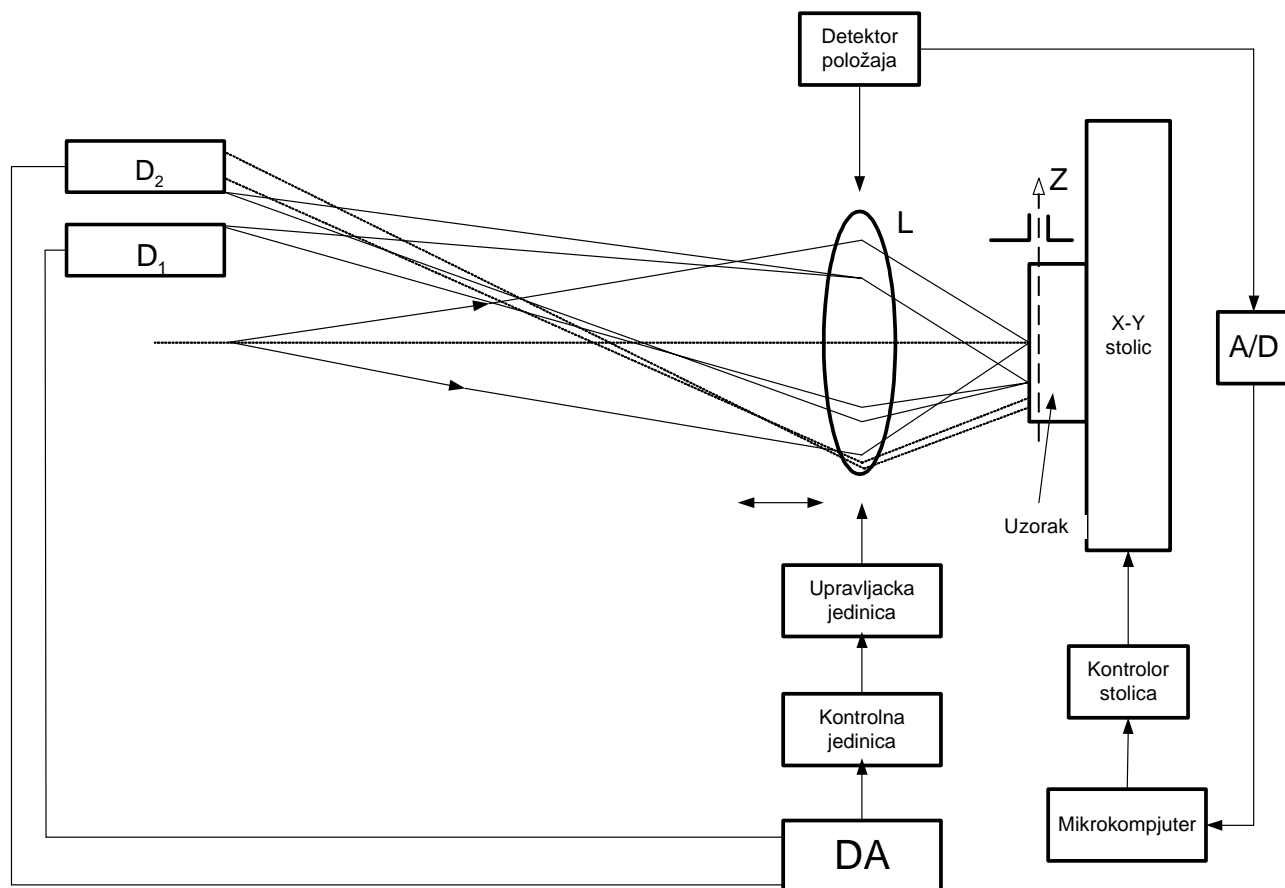 Detektor
položaja
D2
Z
L
D1
X-Y
stolic
A/D
Uzorak
Upravljacka
jedinica
Kontrolor
stolica
Kontrolna
jedinica
Mikrokompjuter
DA